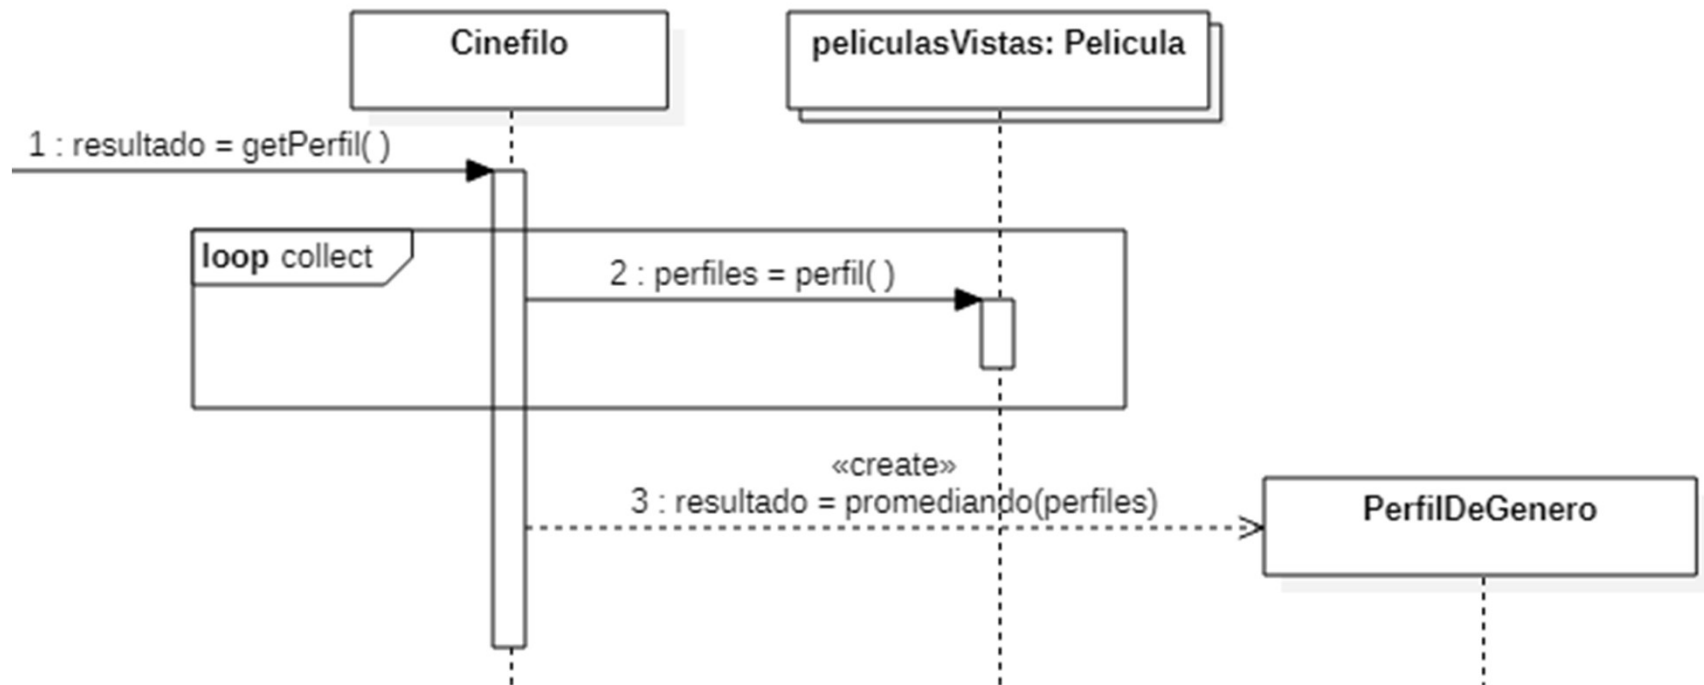 Cinefilo
peliculasVistas: Pelicula
1 : resultado = getPerfil( )
loop collect
2 : perfiles = perfil( )
«create»
3 : resultado = promediando(perfiles)
PerfilDeGenero